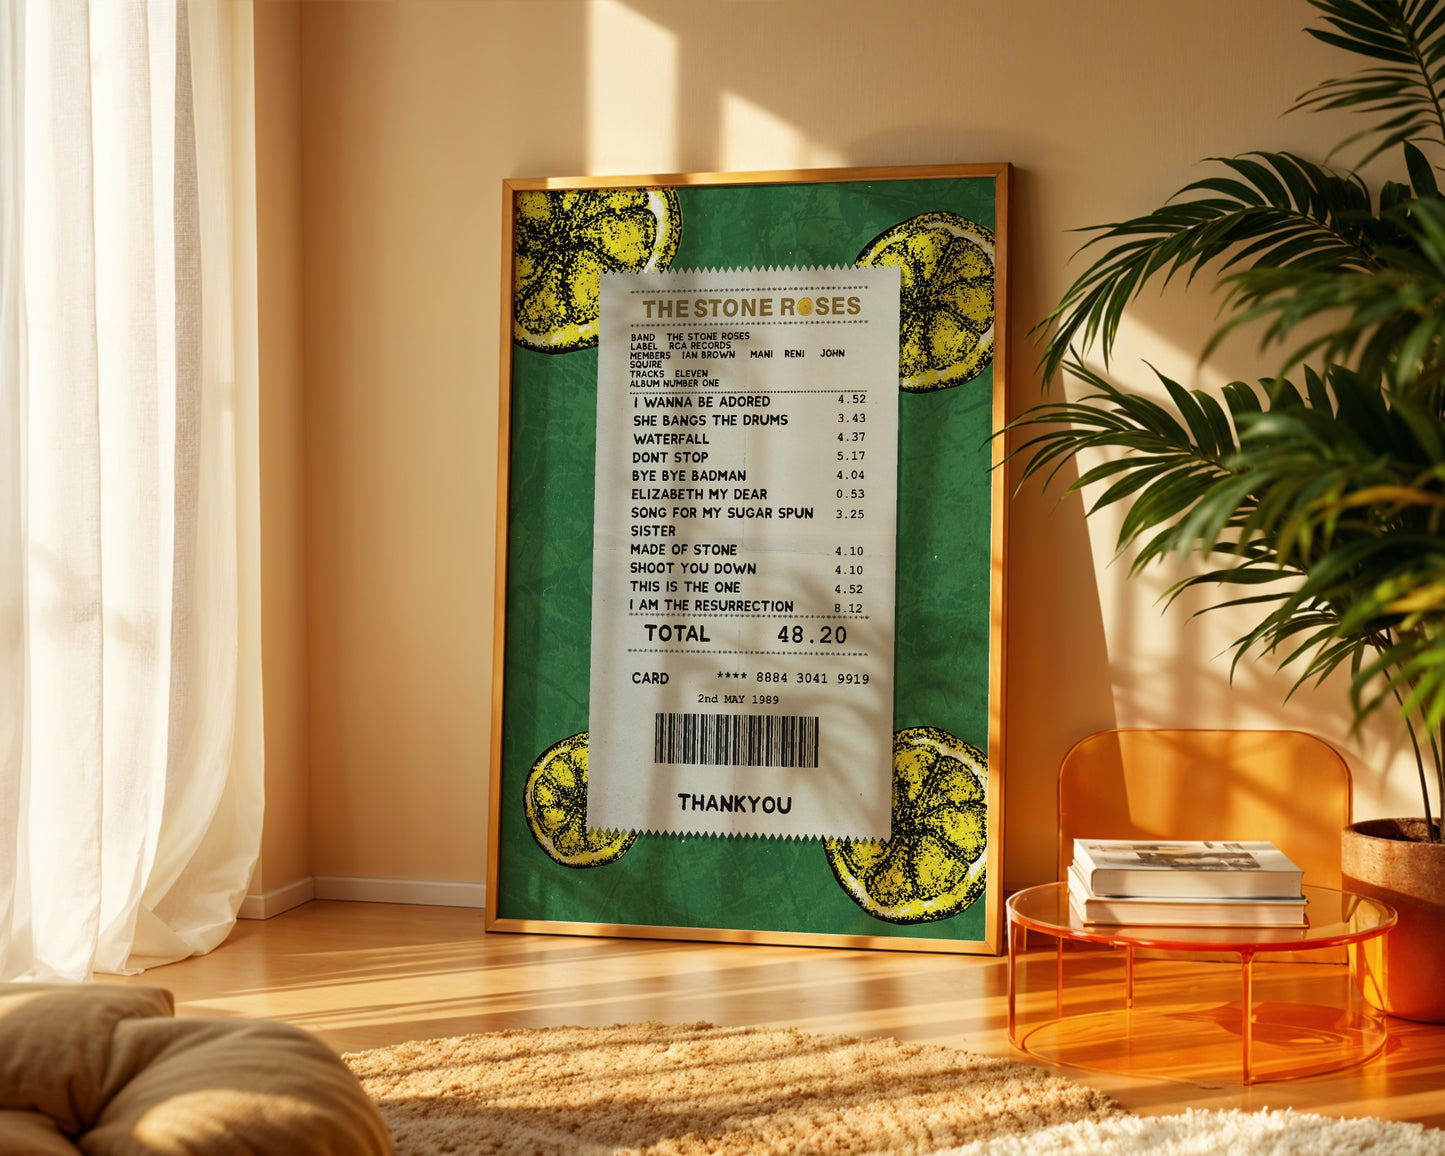 THE STONE ROSES
BAND THE STONE ROSES
LABEL RCA RECORDS
MEMBERS IAN BROWN MANI RENI JOHN
SQUIRE
TRACKS ELEVEN
ALBUM NUMBER ONE
I WANNA BE ADORED 4.52
SHE BANGS THE DRUMS 3.43
WATERFALL 4.37
DONT STOP 5.17
BYE BYE BADMAN 4.04
ELIZABETH MY DEAR 0.53
SONG FOR MY SUGAR SPUN 3.25
SISTER
MADE OF STONE 4.10
SHOOT YOU DOWN 4.10
THIS IS THE ONE 4.52
I AM THE RESURRECTION 8.12
TOTAL 48.20
CARD **** 8884 3041 9919
2nd MAY 1989
THANKYOU